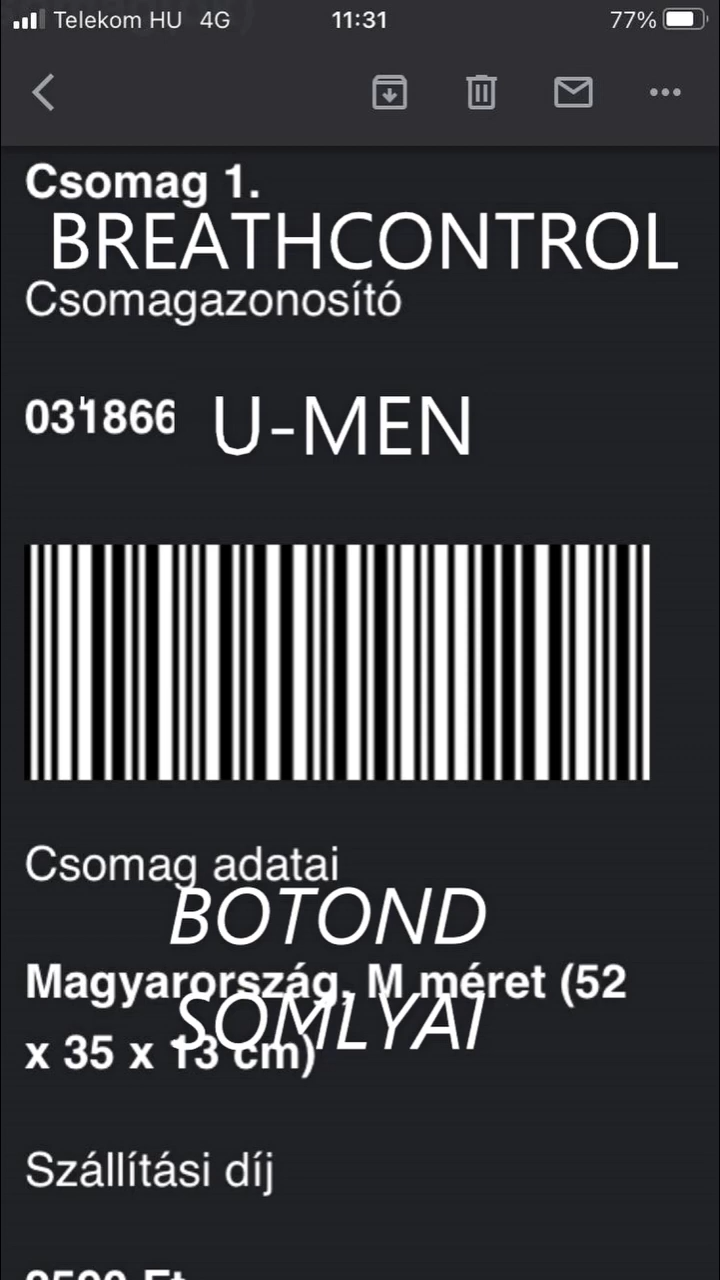 Telekom HU 4G 11:31 77%
Csomag 1.
BREATHCONTROL
Csomagazonosító
031866 U-MEN
Csomag adatai
BOTOND
Magyarország, M méret (52
SOMLYAI
x 35 x 13 cm)
Szállítási díj
Ft